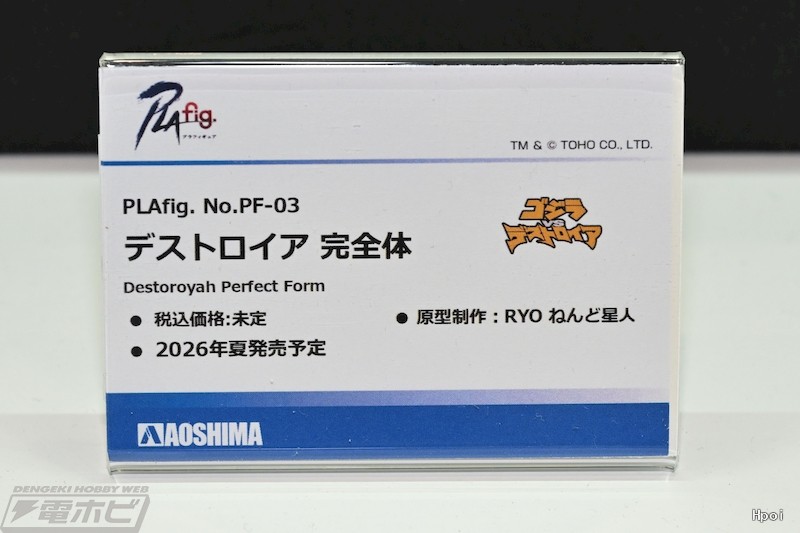 PLAfig.
プラフィギュア
TM & © TOHO CO., LTD.
PLAfig. No.PF-03
ゴジラ
VSデストロイア
デストロイア 完全体
Destoroyah Perfect Form
● 税込価格:未定
● 原型制作：RYO ねんど星人
● 2026年夏発売予定
AOSHIMA
DENGEKI HOBBY WEB
電ホビ
Hpoi